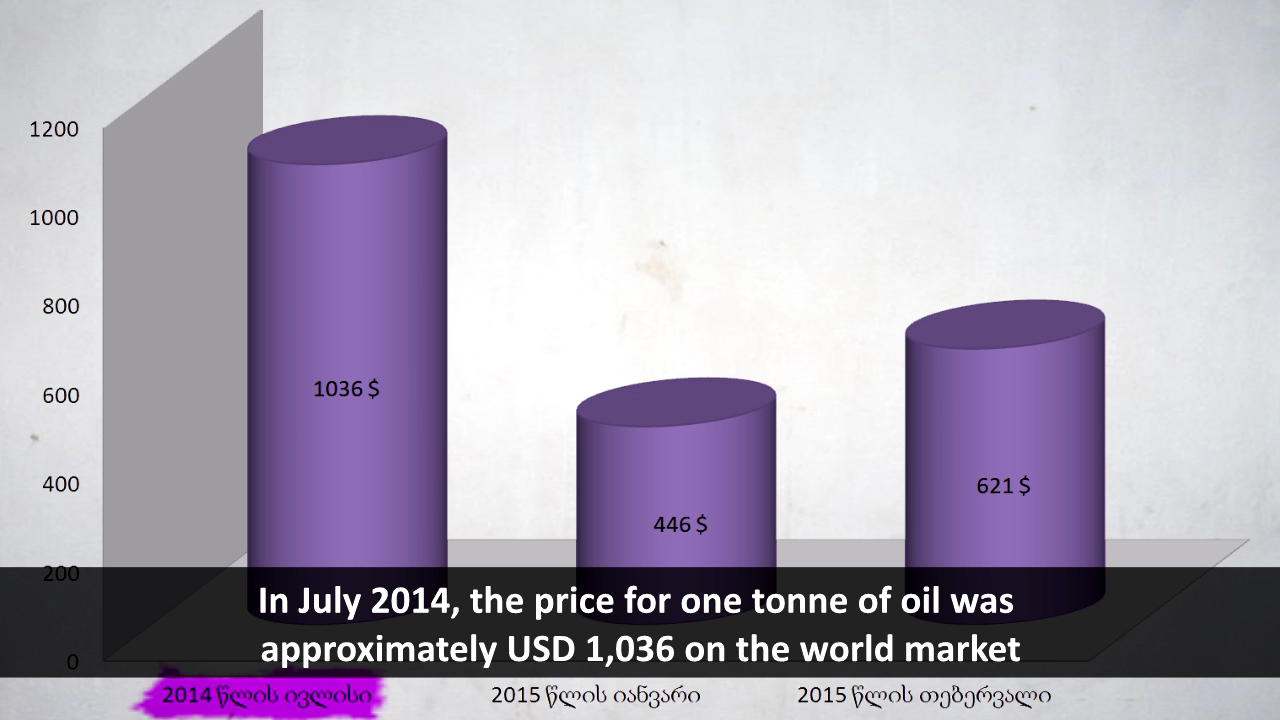 1200
1000
800
600
400
200
0
1036 $
446 $
621 $
In July 2014, the price for one tonne of oil was
approximately USD 1,036 on the world market
2014 წლის ივლისი
2015 წლის იანვარი
2015 წლის თებერვალი